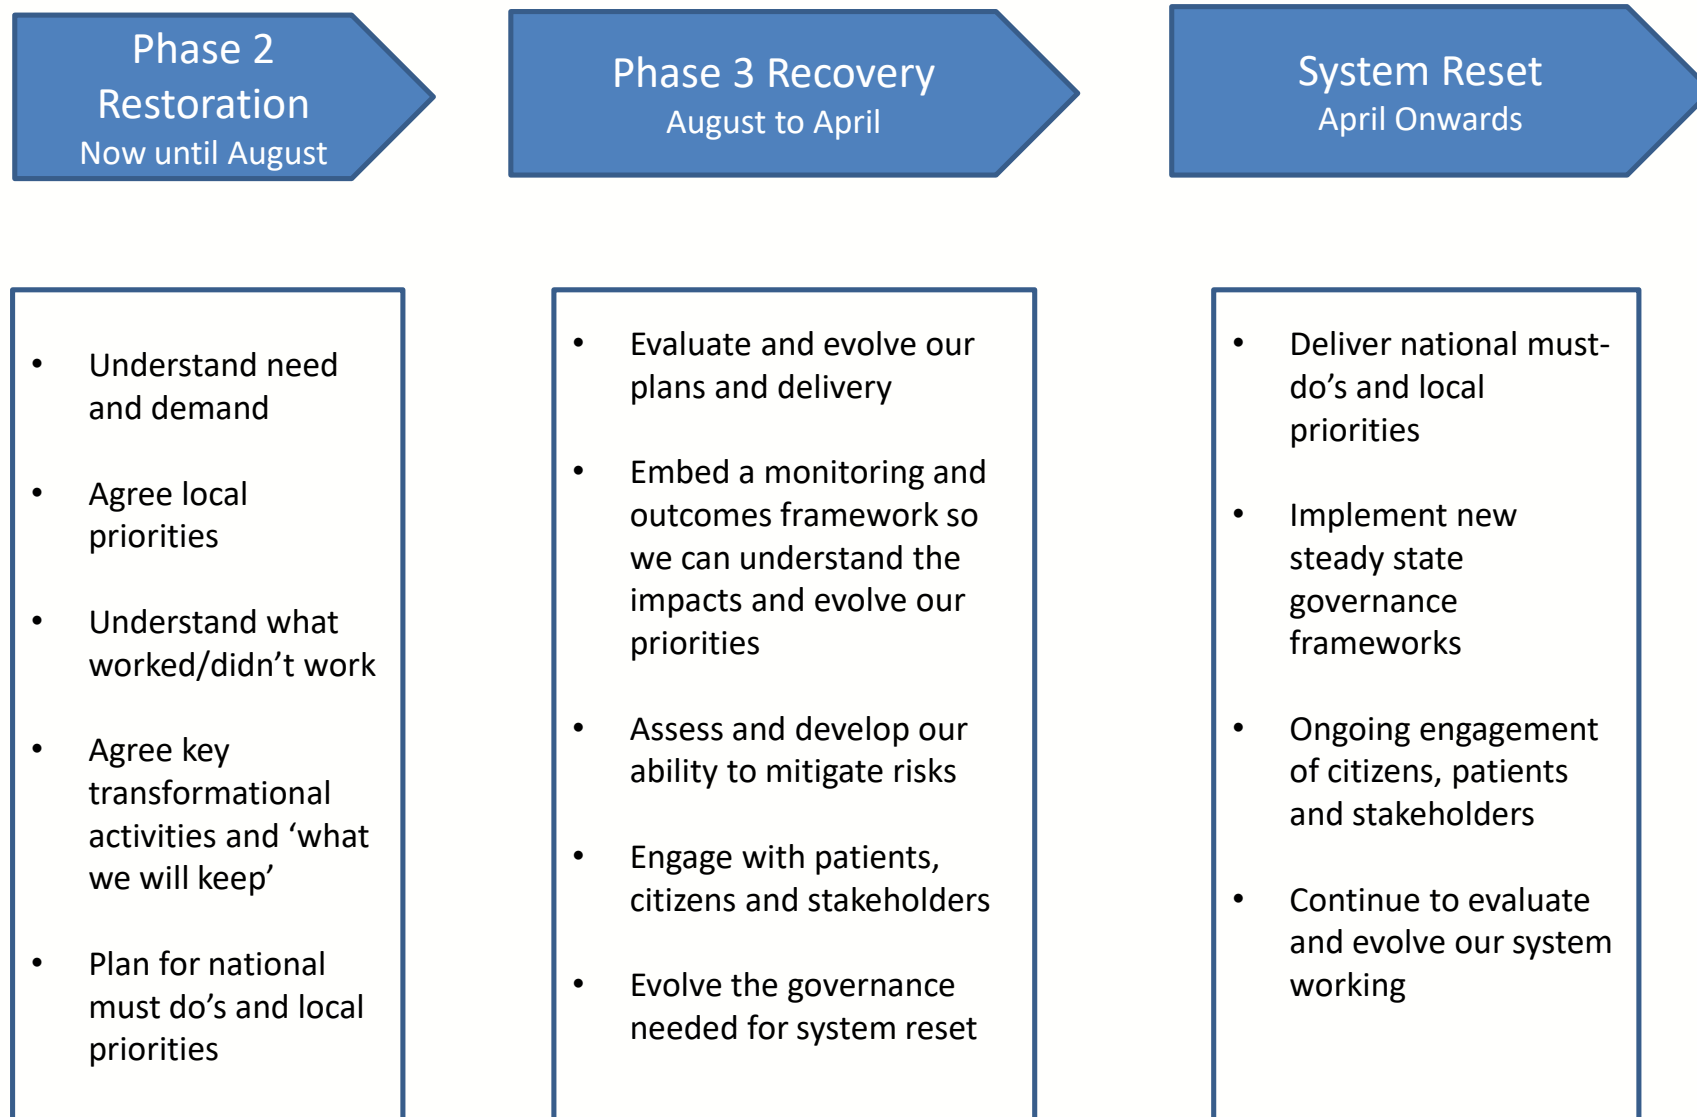 Phase 2
Restoration
Now until August
Phase 3 Recovery
August to April
System Reset
April Onwards
• Understand need
and demand
• Agree local
priorities
• Understand what
worked/didn’t work
• Agree key
transformational
activities and ‘what
we will keep’
• Plan for national
must do’s and local
priorities
• Evaluate and evolve our
plans and delivery
• Embed a monitoring and
outcomes framework so
we can understand the
impacts and evolve our
priorities
• Assess and develop our
ability to mitigate risks
• Engage with patients,
citizens and stakeholders
• Evolve the governance
needed for system reset
• Deliver national must-
do’s and local
priorities
• Implement new
steady state
governance
frameworks
• Ongoing engagement
of citizens, patients
and stakeholders
• Continue to evaluate
and evolve our system
working